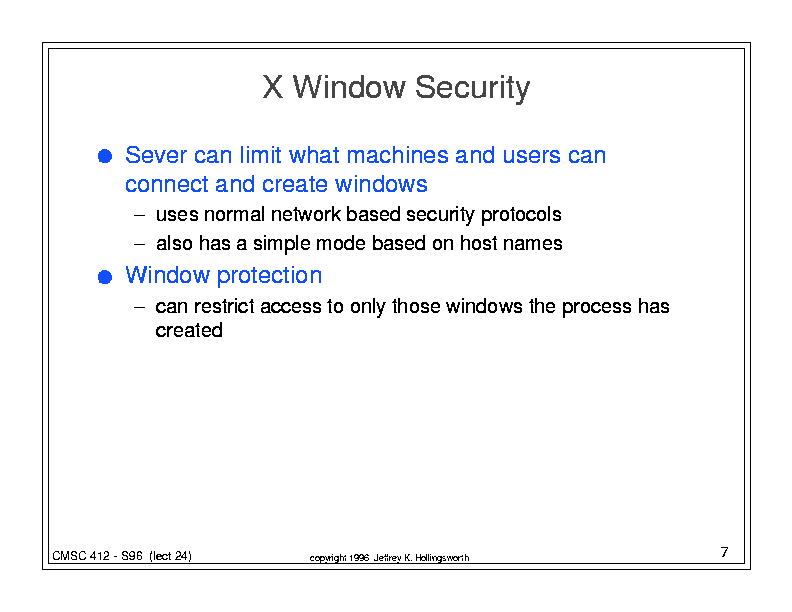 X Window Security
● Sever can limit what machines and users can
connect and create windows
– uses normal network based security protocols
– also has a simple mode based on host names
● Window protection
– can restrict access to only those windows the process has
created
CMSC 412 - S96 (lect 24)
copyright 1996 Jeffrey K. Hollingsworth
7